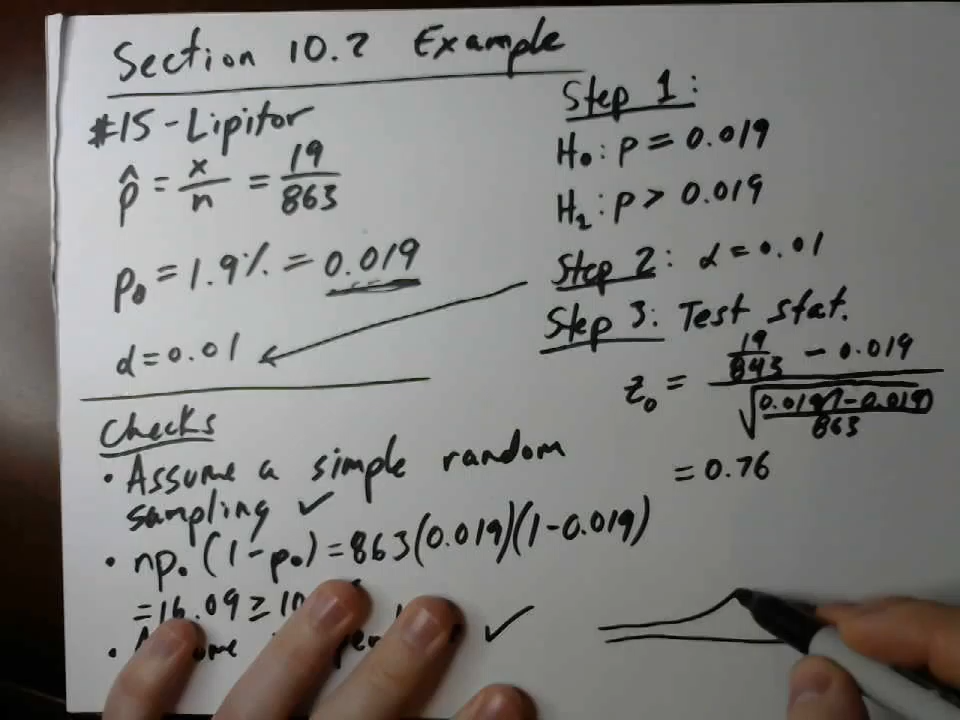 Section 10.2 Example
#15 - Lipitor
p̂ = x/n = 19/863
p₀ = 1.9% = 0.019
α = 0.01
Checks
• Assume a simple random
sampling ✓
• np₀ (1 - p₀) = 863(0.019)(1 - 0.019)
= 16.09 ≥ 10
• ✓
Step 1:
H₀: p = 0.019
H₁: p > 0.019
Step 2: α = 0.01
Step 3: Test stat.
z₀ = (19/863 - 0.019) / √(0.019(1-0.019)/863)
= 0.76